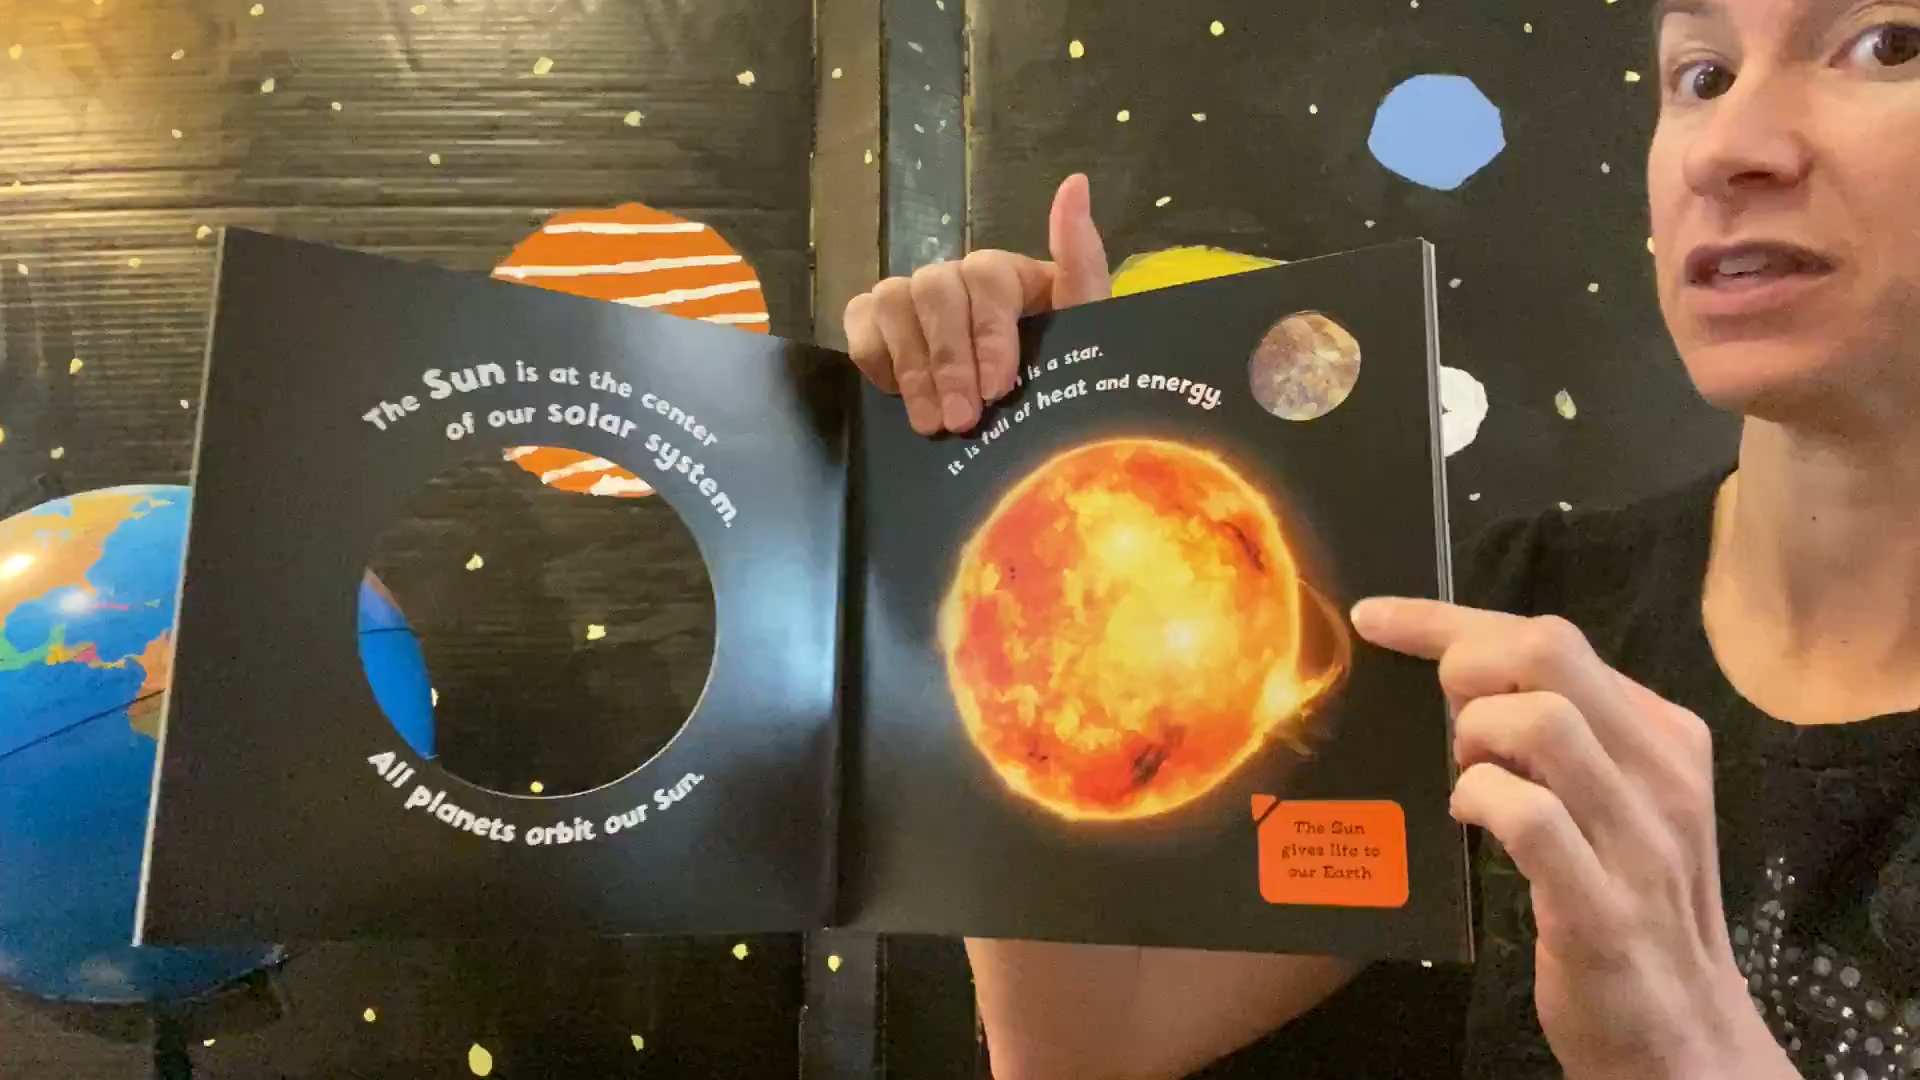 The Sun is at the center
of our solar system.
All planets orbit our Sun.
is a star.
It is full of heat and energy.
The Sun
gives life to
our Earth